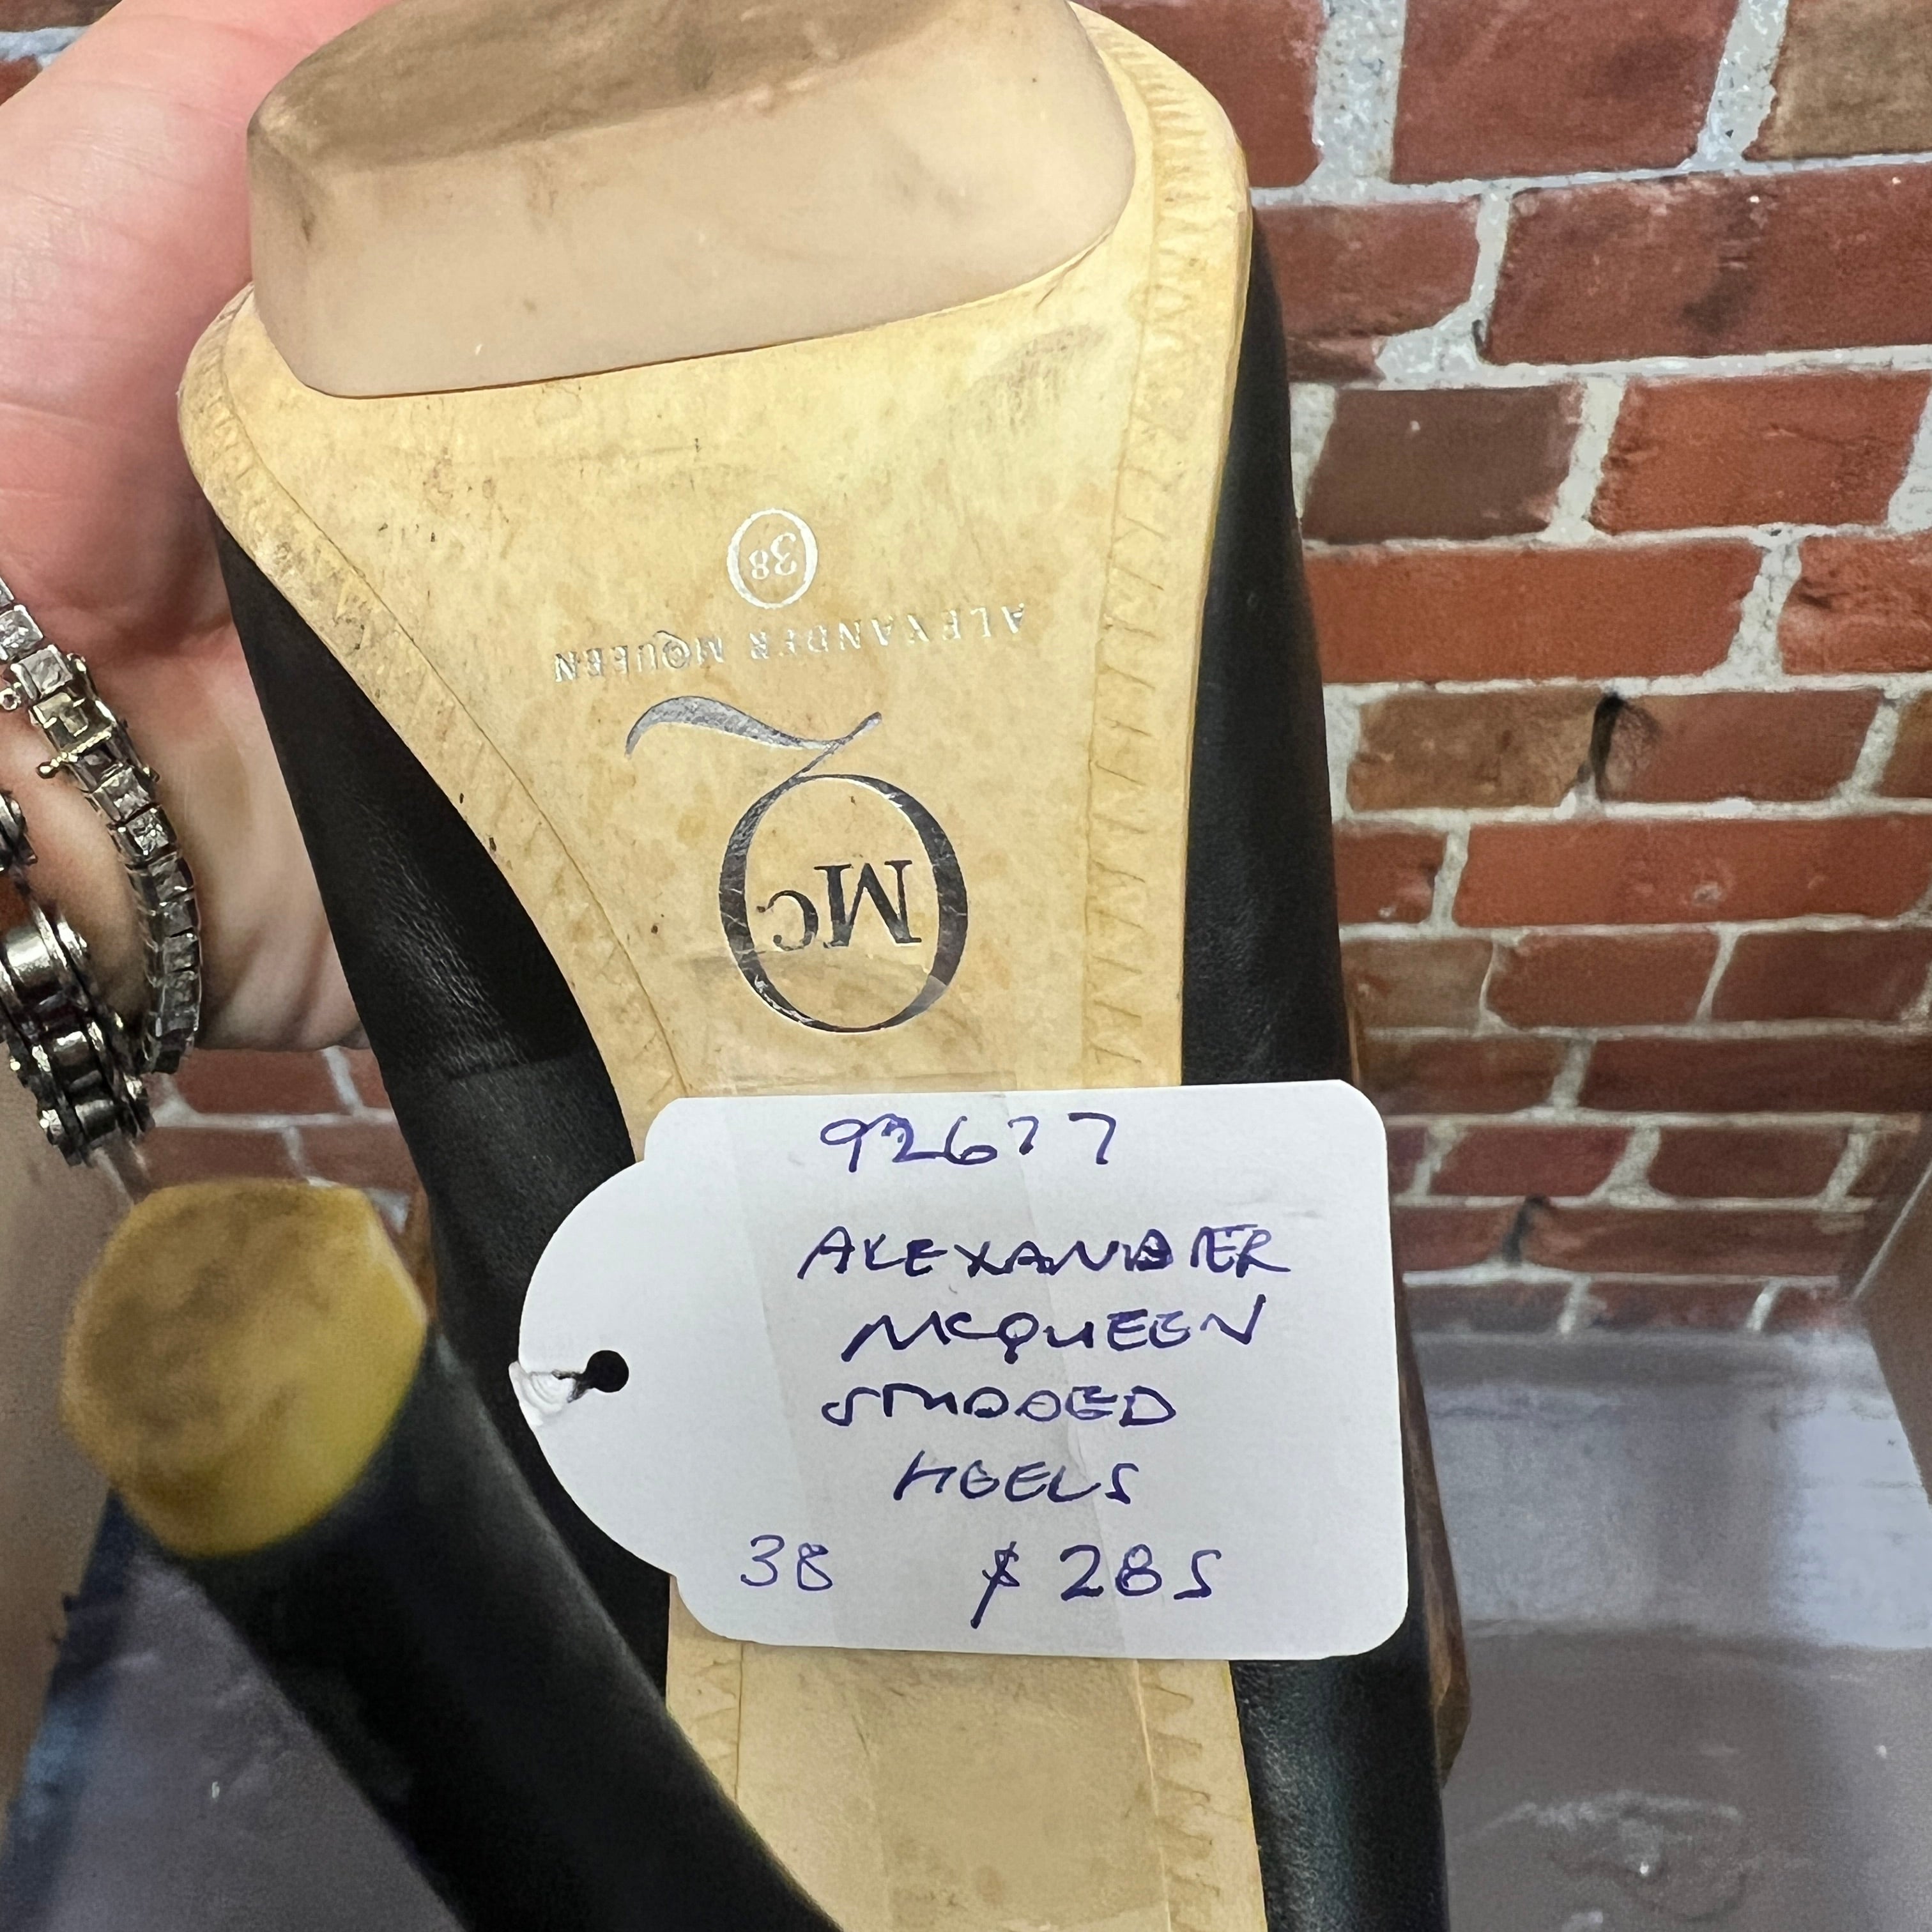 38
ALEXANDER MCQUEEN
McQ
92677
ALEXANDER
MCQUEEN
STUDDED
HEELS
38 $285